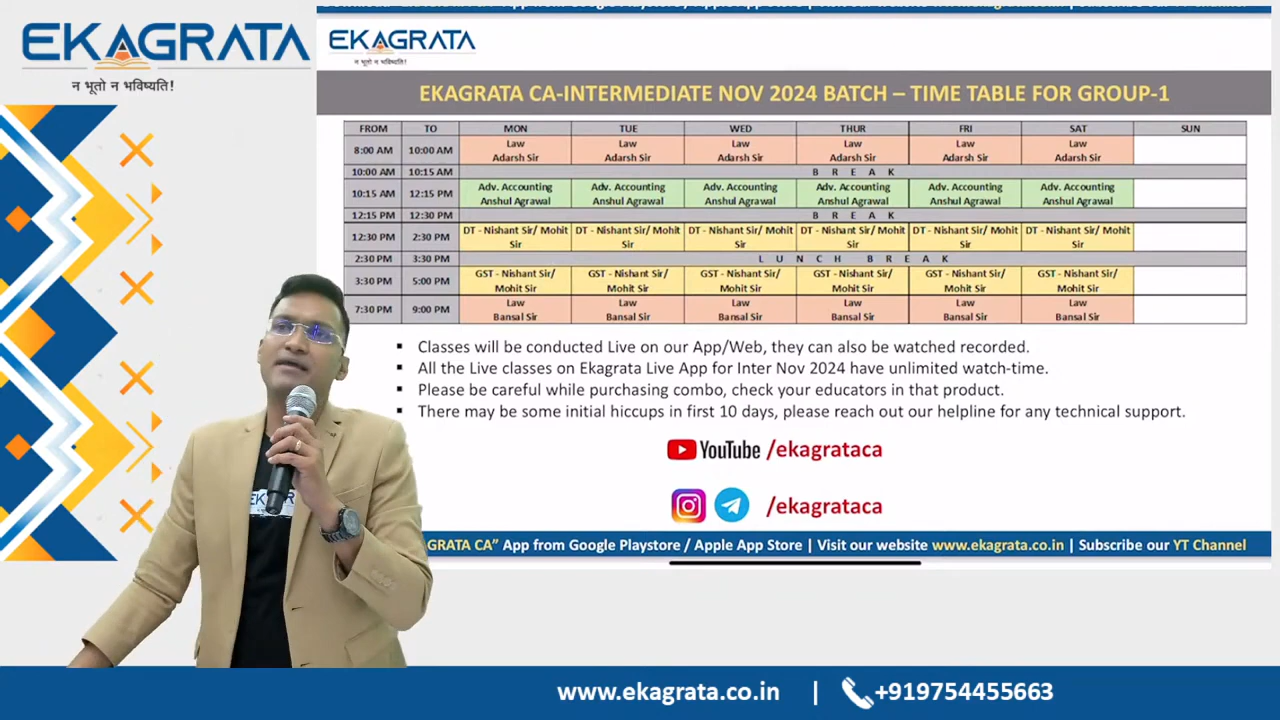 EKAGRATA
न भूतो न भविष्यति!
EKAGRATA
न भूतो न भविष्यति!
EKAGRATA CA-INTERMEDIATE NOV 2024 BATCH – TIME TABLE FOR GROUP-1
FROM TO MON TUE WED THUR FRI SAT SUN
8:00 AM 10:00 AM Law Adarsh Sir Law Adarsh Sir Law Adarsh Sir Law Adarsh Sir Law Adarsh Sir Law Adarsh Sir
10:00 AM 10:15 AM B R E A K
10:15 AM 12:15 PM Adv. Accounting Anshul Agrawal Adv. Accounting Anshul Agrawal Adv. Accounting Anshul Agrawal Adv. Accounting Anshul Agrawal Adv. Accounting Anshul Agrawal Adv. Accounting Anshul Agrawal
12:15 PM 12:30 PM B R E A K
12:30 PM 2:30 PM DT - Nishant Sir/ Mohit Sir DT - Nishant Sir/ Mohit Sir DT - Nishant Sir/ Mohit Sir DT - Nishant Sir/ Mohit Sir DT - Nishant Sir/ Mohit Sir DT - Nishant Sir/ Mohit Sir
2:30 PM 3:30 PM L U N C H B R E A K
3:30 PM 5:00 PM GST - Nishant Sir/ Mohit Sir GST - Nishant Sir/ Mohit Sir GST - Nishant Sir/ Mohit Sir GST - Nishant Sir/ Mohit Sir GST - Nishant Sir/ Mohit Sir GST - Nishant Sir/ Mohit Sir
7:30 PM 9:00 PM Law Bansal Sir Law Bansal Sir Law Bansal Sir Law Bansal Sir Law Bansal Sir Law Bansal Sir
▪ Classes will be conducted Live on our App/Web, they can also be watched recorded.
▪ All the Live classes on Ekagrata Live App for Inter Nov 2024 have unlimited watch-time.
▪ Please be careful while purchasing combo, check your educators in that product.
▪ There may be some initial hiccups in first 10 days, please reach out our helpline for any technical support.
YouTube /ekagrataca
/ekagrataca
GRATA CA” App from Google Playstore / Apple App Store | Visit our website www.ekagrata.co.in | Subscribe our YT Channel
www.ekagrata.co.in | +919754455663